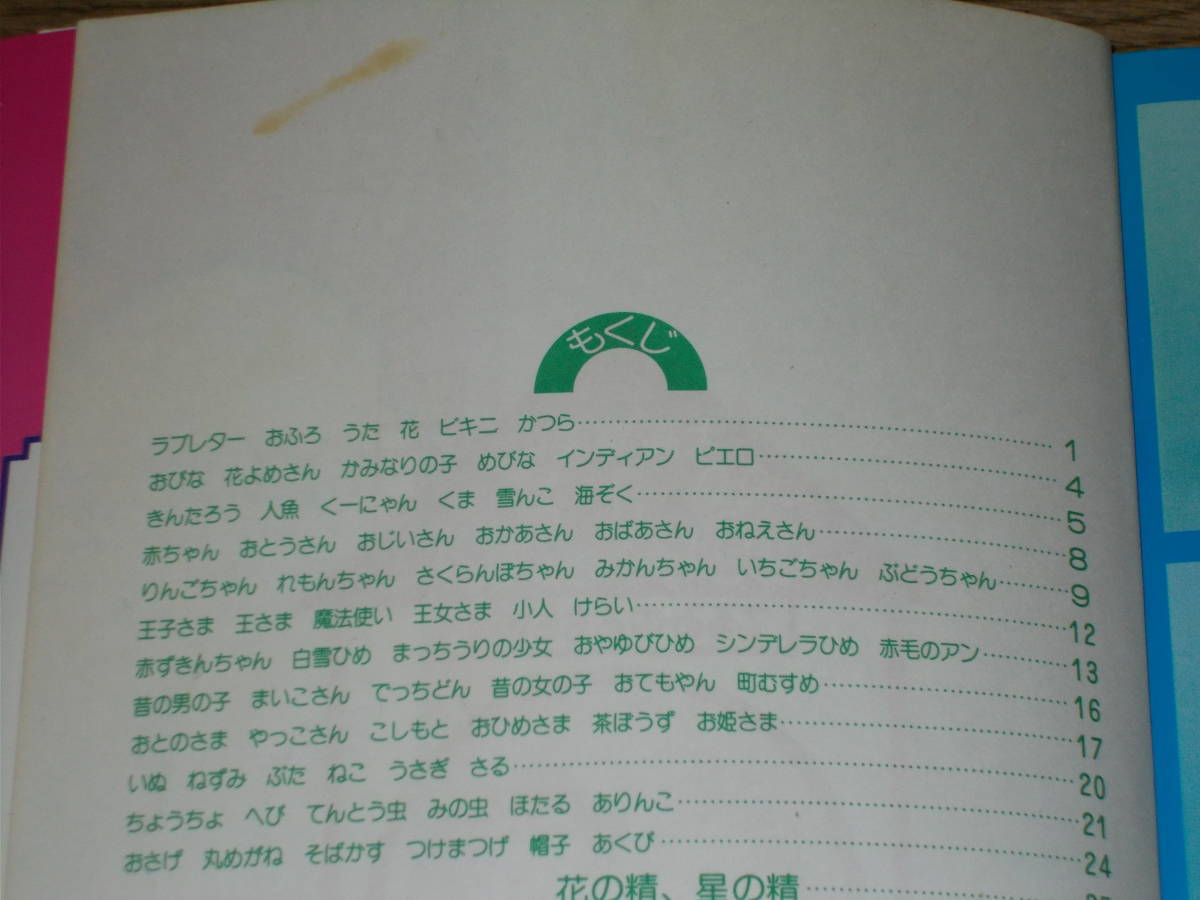 もくじ
ラブレター おふろ うた 花 ビキニ かつら…………1
おびな 花よめさん かみなりの子 めびな インディアン ピエロ…………4
きんたろう 人魚 くーにゃん くま 雪んこ 海ぞく…………5
赤ちゃん おとうさん おじいさん おかあさん おばあさん おねえさん…………8
りんごちゃん れもんちゃん さくらんぼちゃん みかんちゃん いちごちゃん ぶどうちゃん…………9
王子さま 王さま 魔法使い 王女さま 小人 けらい…………12
赤ずきんちゃん 白雪ひめ まっちうりの少女 おやゆびひめ シンデレラひめ 赤毛のアン…………13
昔の男の子 まいこさん でっちどん 昔の女の子 おてもやん 町むすめ…………16
おとのさま やっこさん こしもと おひめさま 茶ぼうず お姫さま…………17
いぬ ねずみ ぶた ねこ うさぎ さる…………20
ちょうちょ へび てんとう虫 みの虫 ほたる ありんこ…………21
おさげ 丸めがね そばかす つけまつげ 帽子 あくび…………24
花の精、星の精…………